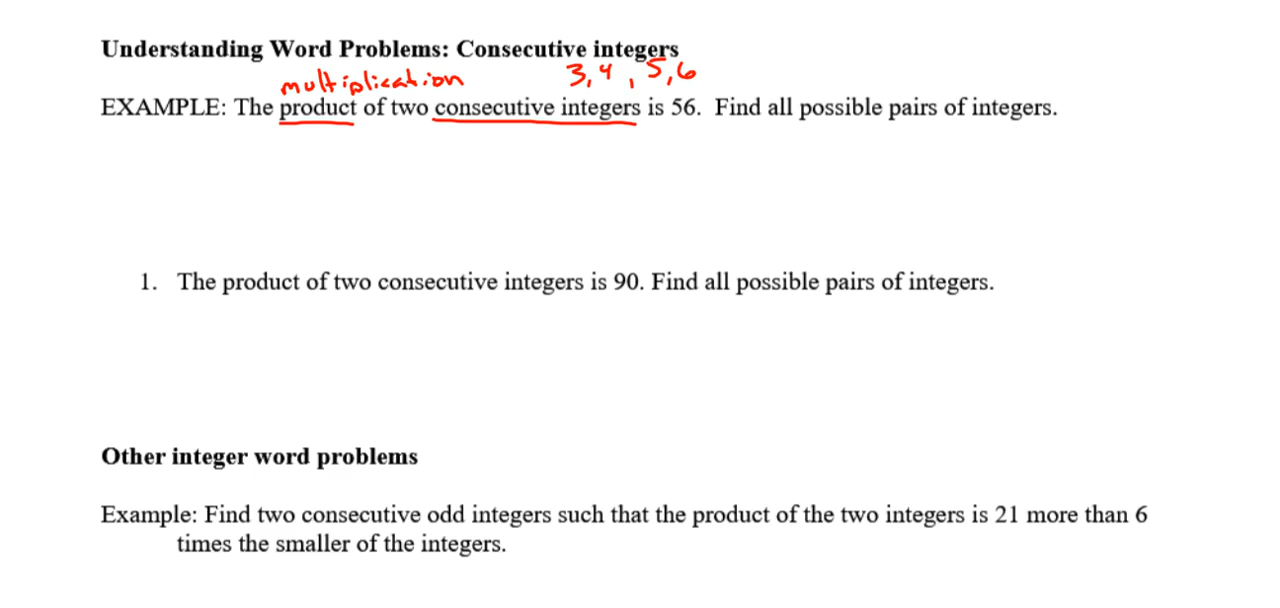 Understanding Word Problems: Consecutive integers
multiplication 3, 4, 5, 6
EXAMPLE: The product of two consecutive integers is 56. Find all possible pairs of integers.
1. The product of two consecutive integers is 90. Find all possible pairs of integers.
Other integer word problems
Example: Find two consecutive odd integers such that the product of the two integers is 21 more than 6
times the smaller of the integers.